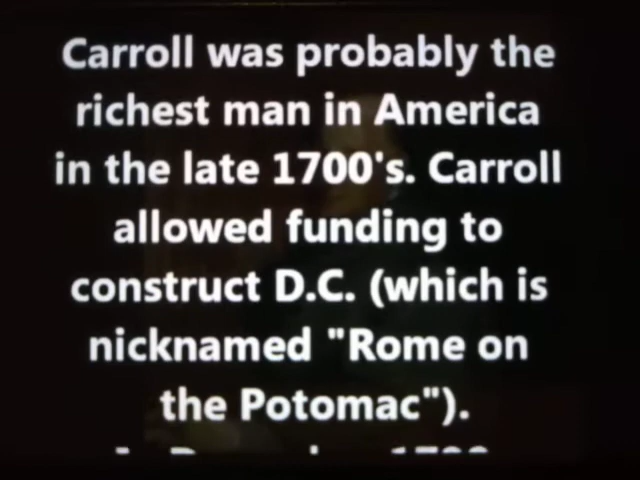 Carroll was probably the
richest man in America
in the late 1700's. Carroll
allowed funding to
construct D.C. (which is
nicknamed "Rome on
the Potomac").